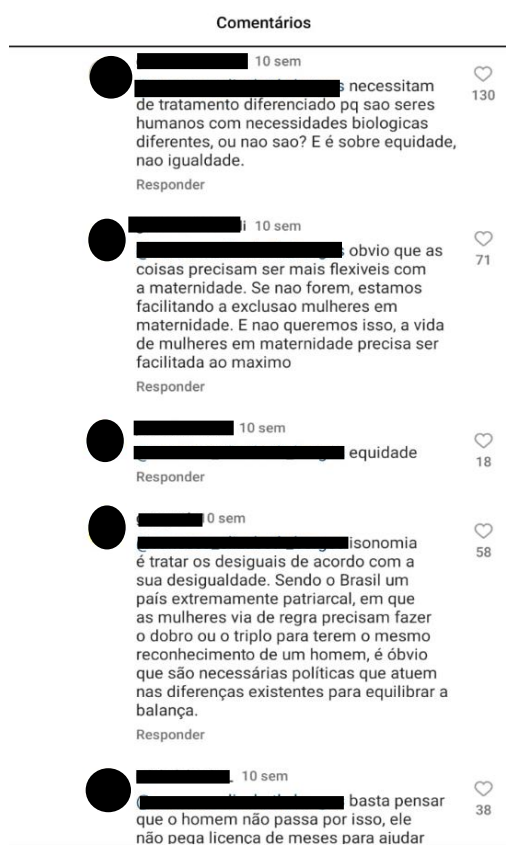 Comentários
10 sem
necessitam
130
de tratamento diferenciado pq sao seres
humanos com necessidades biologicas
diferentes, ou nao sao? E é sobre equidade,
nao igualdade.
Responder
10 sem
obvio que as
71
coisas precisam ser mais flexiveis com
a maternidade. Se nao forem, estamos
facilitando a exclusao mulheres em
maternidade. E nao queremos isso, a vida
de mulheres em maternidade precisa ser
facilitada ao maximo
Responder
10 sem
equidade
18
Responder
10 sem
isonomia
58
é tratar os desiguais de acordo com a
sua desigualdade. Sendo o Brasil um
país extremamente patriarcal, em que
as mulheres via de regra precisam fazer
o dobro ou o triplo para terem o mesmo
reconhecimento de um homem, é óbvio
que são necessárias políticas que atuem
nas diferenças existentes para equilibrar a
balança.
Responder
10 sem
basta pensar
38
que o homem não passa por isso, ele
não pega licença de meses para ajudar